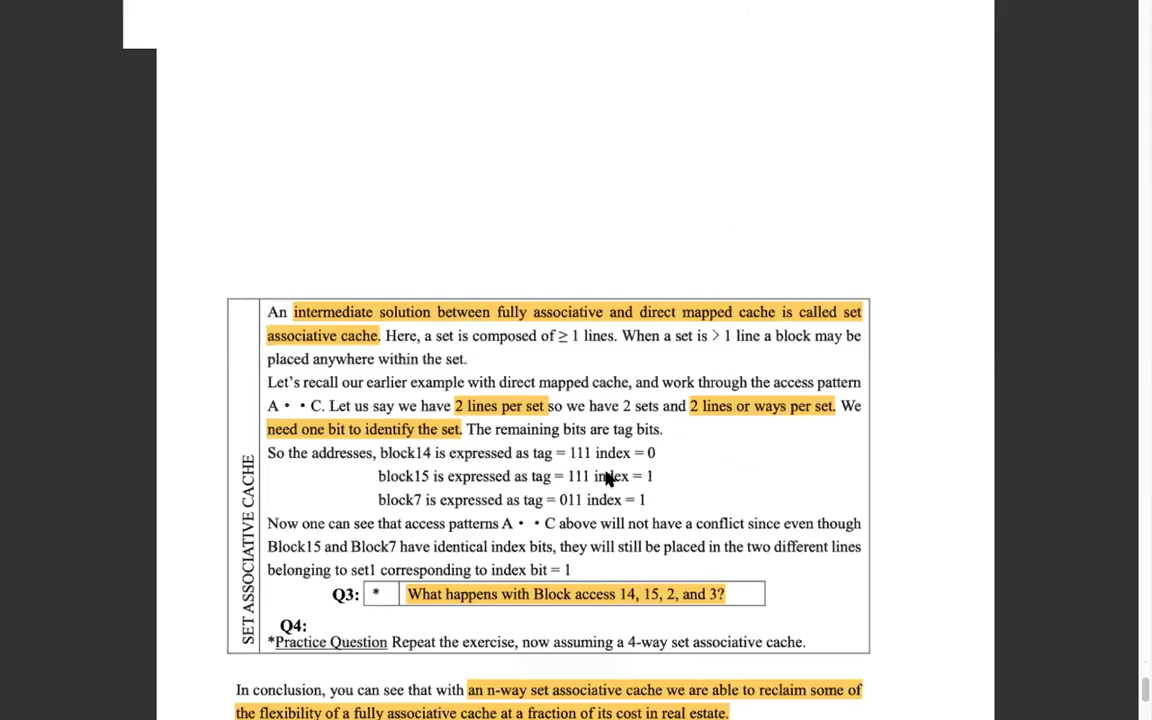 An intermediate solution between fully associative and direct mapped cache is called set
associative cache. Here, a set is composed of ≥ 1 lines. When a set is > 1 line a block may be
placed anywhere within the set.
Let's recall our earlier example with direct mapped cache, and work through the access pattern
A • • C. Let us say we have 2 lines per set so we have 2 sets and 2 lines or ways per set. We
need one bit to identify the set. The remaining bits are tag bits.
So the addresses, block14 is expressed as tag = 111 index = 0
block15 is expressed as tag = 111 index = 1
block7 is expressed as tag = 011 index = 1
Now one can see that access patterns A • • C above will not have a conflict since even though
Block15 and Block7 have identical index bits, they will still be placed in the two different lines
belonging to set1 corresponding to index bit = 1
Q3: * What happens with Block access 14, 15, 2, and 3?
Q4:
*Practice Question Repeat the exercise, now assuming a 4-way set associative cache.
SET ASSOCIATIVE CACHE
In conclusion, you can see that with an n-way set associative cache we are able to reclaim some of
the flexibility of a fully associative cache at a fraction of its cost in real estate.